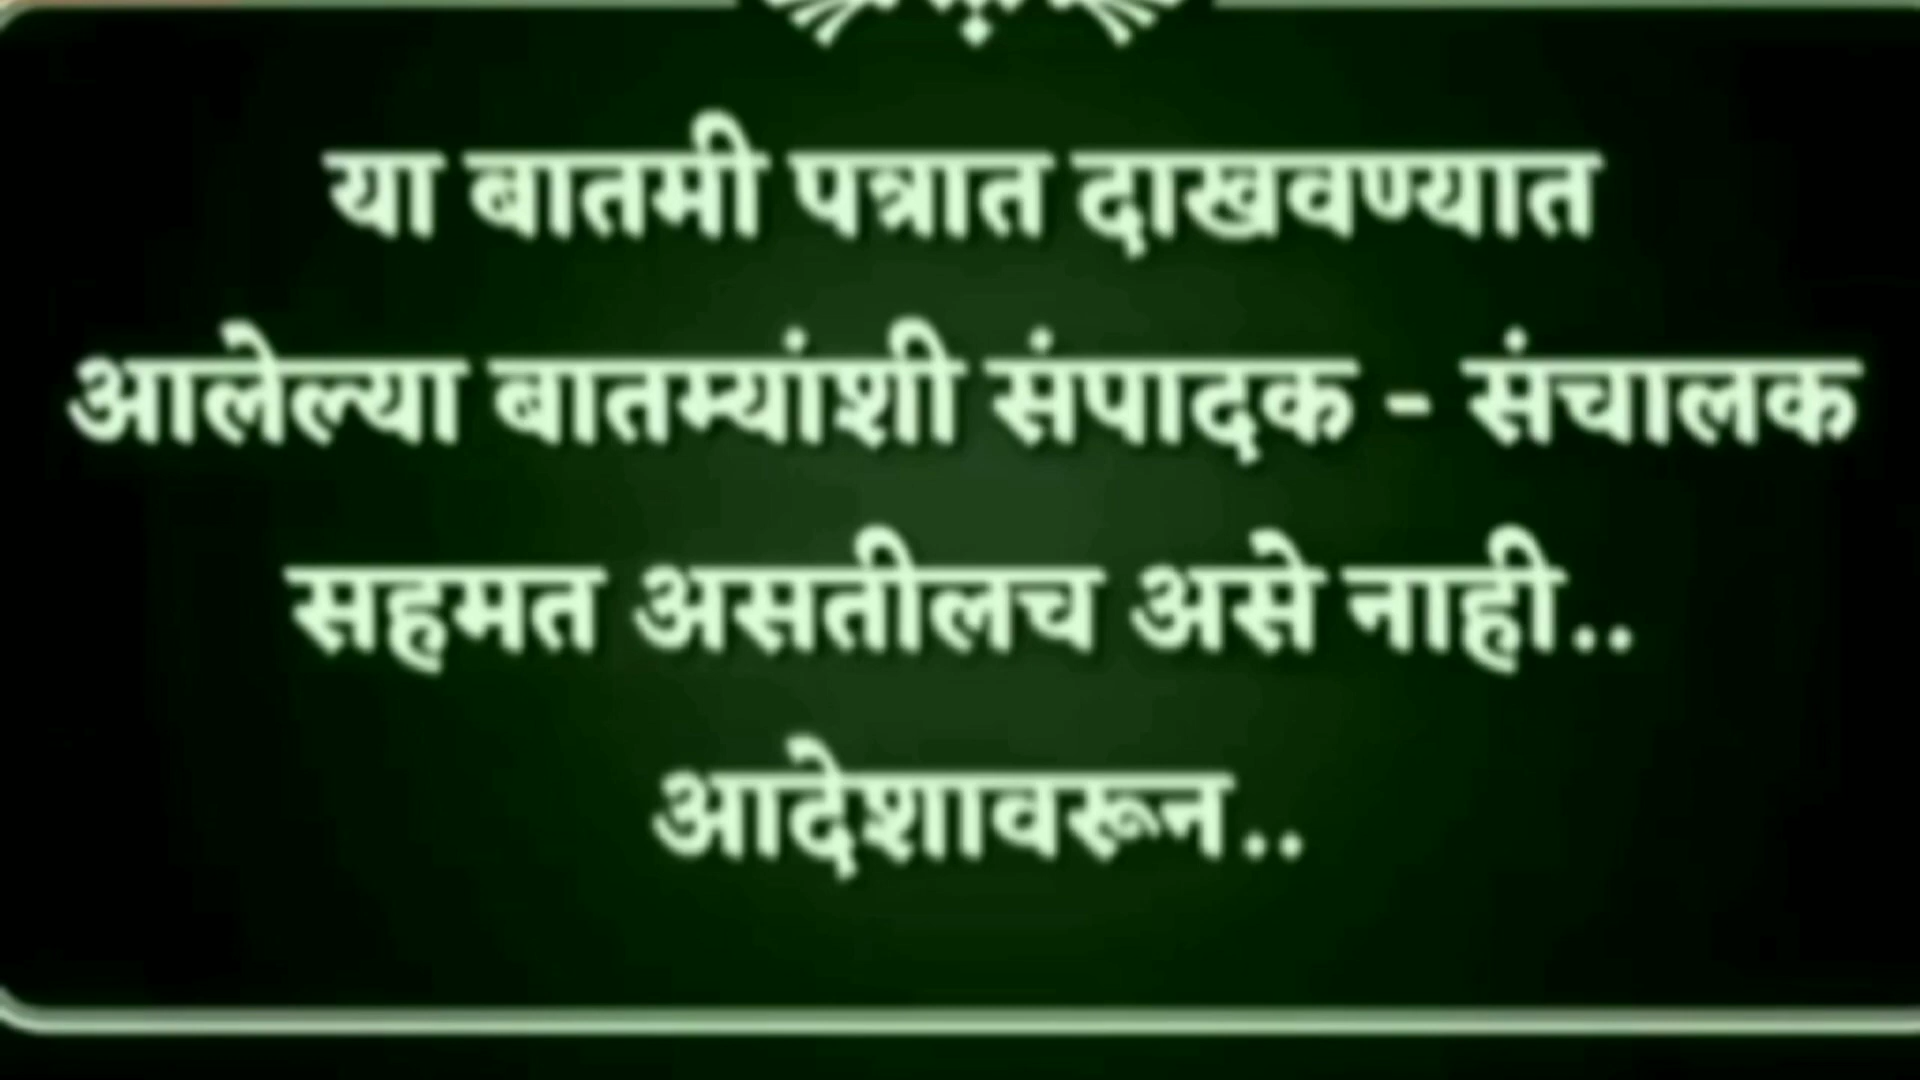 या बातमी पत्रात दाखवण्यात
आलेल्या बातम्यांशी संपादक - संचालक
सहमत असतीलच असे नाही..
आदेशावरून..